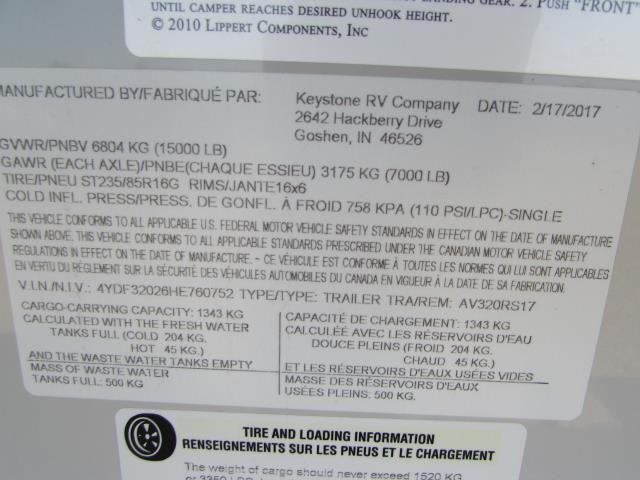 LANDING GEAR. 2. PUSH "FRONT"
UNTIL CAMPER REACHES DESIRED UNHOOK HEIGHT.
© 2010 LIPPERT COMPONENTS, INC
MANUFACTURED BY/FABRIQUÉ PAR: Keystone RV Company DATE: 2/17/2017
2642 Hackberry Drive
Goshen, IN 46526
GVWR/PNBV 6804 KG (15000 LB)
GAWR (EACH AXLE)/PNBE(CHAQUE ESSIEU) 3175 KG (7000 LB)
TIRE/PNEU ST235/85R16G RIMS/JANTE16x6
COLD INFL. PRESS/PRESS. DE GONFL. À FROID 758 KPA (110 PSI/LPC)-SINGLE
THIS VEHICLE CONFORMS TO ALL APPLICABLE U.S. FEDERAL MOTOR VEHICLE SAFETY STANDARDS IN EFFECT ON THE DATE OF MANUFACTURE
SHOWN ABOVE. THIS VEHICLE CONFORMS TO ALL APPLICABLE STANDARDS PRESCRIBED UNDER THE CANADIAN MOTOR VEHICLE SAFETY
REGULATIONS IN EFFECT ON THE DATE OF MANUFACTURE. - CE VÉHICULE EST CONFORME À TOUTES LES NORMES QUI LUI SONT APPLICABLES
EN VERTU DU RÈGLEMENT SUR LA SÉCURITÉ DES VÉHICULES AUTOMOBILES DU CANADA EN VIGUEUR À LA DATE DE SA FABRICATION.
V.I.N./N.I.V.: 4YDF32026HE760752 TYPE/TYPE: TRAILER TRA/REM: AV320RS17
CARGO-CARRYING CAPACITY: 1343 KG
CALCULATED WITH THE FRESH WATER
TANKS FULL (COLD 204 KG.
HOT 45 KG.)
AND THE WASTE WATER TANKS EMPTY
MASS OF WASTE WATER
TANKS FULL: 500 KG
CAPACITÉ DE CHARGEMENT: 1343 KG
CALCULÉE AVEC LES RÉSERVOIRS D'EAU
DOUCE PLEINS (FROID 204 KG.
CHAUD 45 KG.)
ET LES RÉSERVOIRS D'EAUX USÉES VIDES
MASSE DES RÉSERVOIRS D'EAUX
USÉES PLEINS: 500 KG
TIRE AND LOADING INFORMATION
RENSEIGNEMENTS SUR LES PNEUS ET LE CHARGEMENT
The weight of cargo should never exceed 1520 KG
or 3350